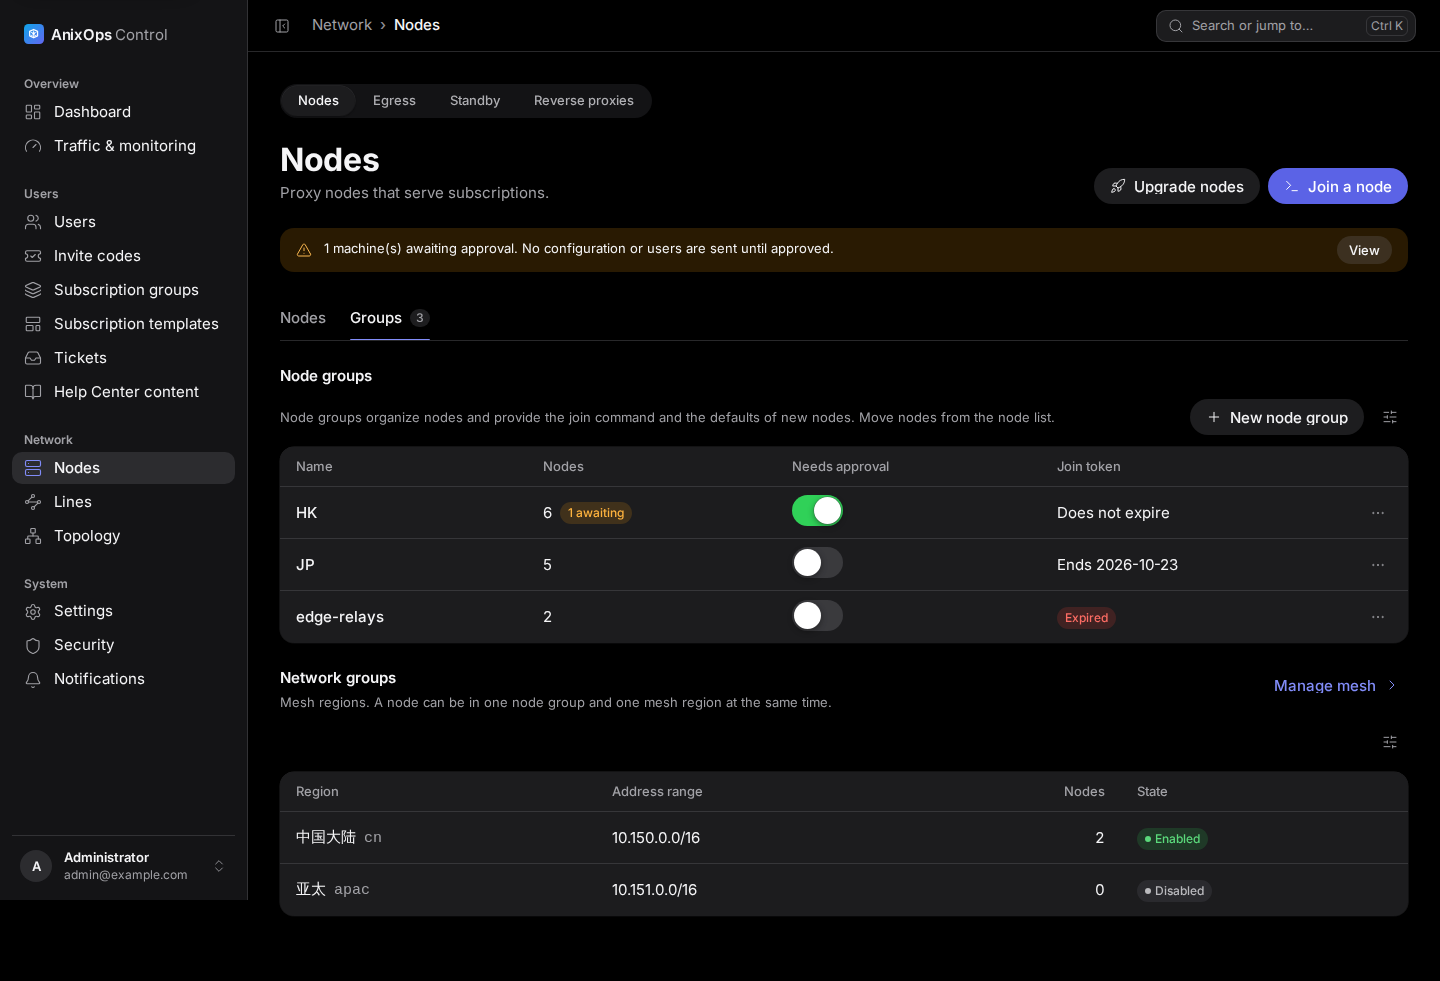 AnixOps Control
Network › Nodes
Search or jump to...
Ctrl K
Overview
Dashboard
Traffic & monitoring
Users
Users
Invite codes
Subscription groups
Subscription templates
Tickets
Help Center content
Network
Nodes
Lines
Topology
System
Settings
Security
Notifications
A
Administrator
admin@example.com
Nodes Egress Standby Reverse proxies
Nodes
Proxy nodes that serve subscriptions.
Upgrade nodes
Join a node
1 machine(s) awaiting approval. No configuration or users are sent until approved.
View
Nodes Groups 3
Node groups
Node groups organize nodes and provide the join command and the defaults of new nodes. Move nodes from the node list.
New node group
Name Nodes Needs approval Join token
HK 6 1 awaiting Does not expire
JP 5 Ends 2026-10-23
edge-relays 2 Expired
Network groups
Mesh regions. A node can be in one node group and one mesh region at the same time.
Manage mesh
Region Address range Nodes State
中国大陆 cn 10.150.0.0/16 2 Enabled
亚太 apac 10.151.0.0/16 0 Disabled